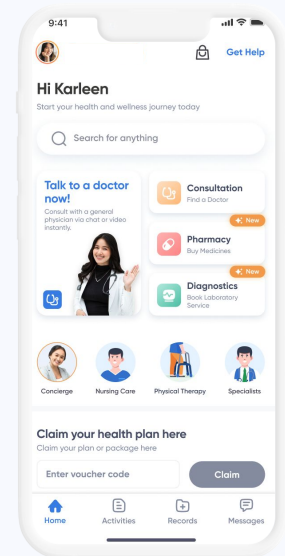 9:41
Get Help
Hi Karleen
Start your health and wellness journey today
Search for anything
Talk to a doctor
now!
Consult with a general
physician via chat or video
instantly.
Consultation
Find a Doctor
New
Pharmacy
Buy Medicines
New
Diagnostics
Book Laboratory
Service
Concierge
Nursing Care
Physical Therapy
Specialists
Claim your health plan here
Claim your plan or package here
Enter voucher code
Claim
Home
Activities
Records
Messages